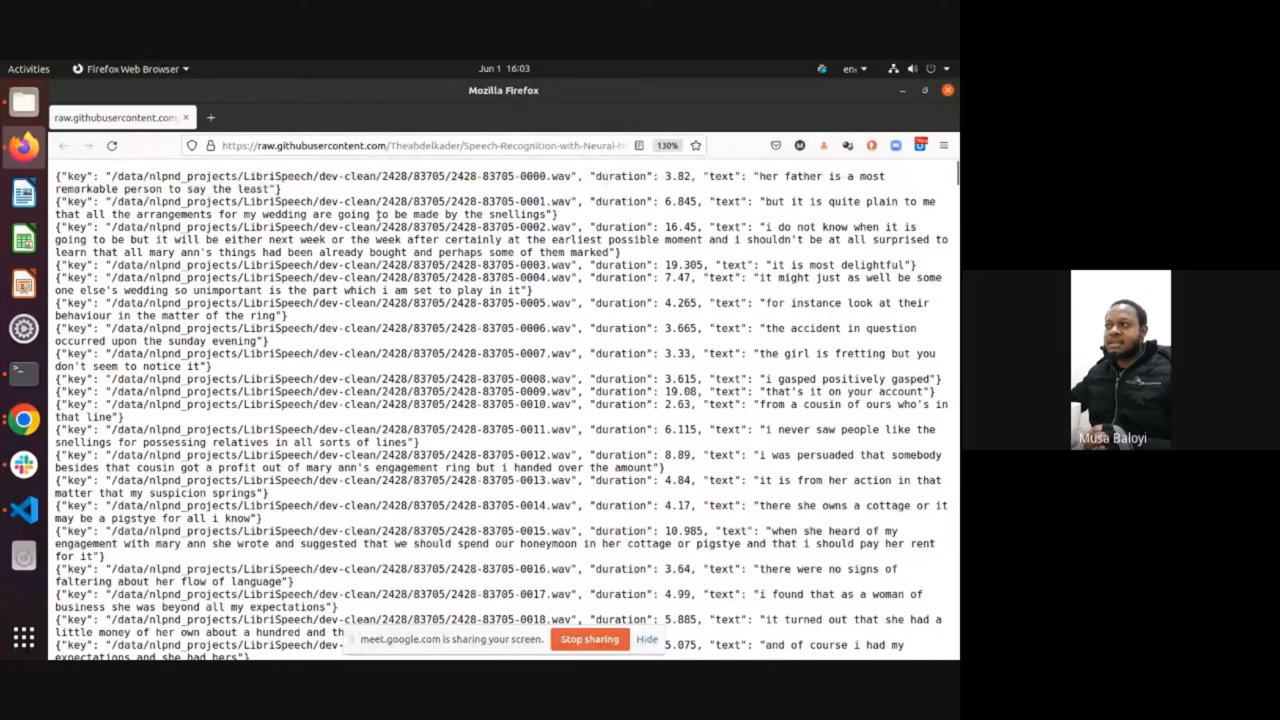 Activities
Firefox Web Browser
Jun 1 16:03
en
Mozilla Firefox
raw.githubusercontent.com
https://raw.githubusercontent.com/Theabdelkader/Speech-Recognition-with-Neural-N
130%
{"key": "/data/nlpnd_projects/LibriSpeech/dev-clean/2428/83705/2428-83705-0000.wav", "duration": 3.82, "text": "her father is a most
remarkable person to say the least"}
{"key": "/data/nlpnd_projects/LibriSpeech/dev-clean/2428/83705/2428-83705-0001.wav", "duration": 6.845, "text": "but it is quite plain to me
that all the arrangements for my wedding are going to be made by the snellings"}
{"key": "/data/nlpnd_projects/LibriSpeech/dev-clean/2428/83705/2428-83705-0002.wav", "duration": 16.45, "text": "i do not know when it is
going to be but it will be either next week or the week after certainly at the earliest possible moment and i shouldn't be at all surprised to
learn that all mary ann's things had been already bought and perhaps some of them marked"}
{"key": "/data/nlpnd_projects/LibriSpeech/dev-clean/2428/83705/2428-83705-0003.wav", "duration": 19.305, "text": "it is most delightful"}
{"key": "/data/nlpnd_projects/LibriSpeech/dev-clean/2428/83705/2428-83705-0004.wav", "duration": 7.47, "text": "it might just as well be some
one else's wedding so unimportant is the part which i am set to play in it"}
{"key": "/data/nlpnd_projects/LibriSpeech/dev-clean/2428/83705/2428-83705-0005.wav", "duration": 4.265, "text": "for instance look at their
behaviour in the matter of the ring"}
{"key": "/data/nlpnd_projects/LibriSpeech/dev-clean/2428/83705/2428-83705-0006.wav", "duration": 3.665, "text": "the accident in question
occurred upon the sunday evening"}
{"key": "/data/nlpnd_projects/LibriSpeech/dev-clean/2428/83705/2428-83705-0007.wav", "duration": 3.33, "text": "the girl is fretting but you
don't seem to notice it"}
{"key": "/data/nlpnd_projects/LibriSpeech/dev-clean/2428/83705/2428-83705-0008.wav", "duration": 3.615, "text": "i gasped positively gasped"}
{"key": "/data/nlpnd_projects/LibriSpeech/dev-clean/2428/83705/2428-83705-0009.wav", "duration": 19.08, "text": "that's it on your account"}
{"key": "/data/nlpnd_projects/LibriSpeech/dev-clean/2428/83705/2428-83705-0010.wav", "duration": 2.63, "text": "from a cousin of ours who's in
that line"}
{"key": "/data/nlpnd_projects/LibriSpeech/dev-clean/2428/83705/2428-83705-0011.wav", "duration": 6.115, "text": "i never saw people like the
snellings for possessing relatives in all sorts of lines"}
{"key": "/data/nlpnd_projects/LibriSpeech/dev-clean/2428/83705/2428-83705-0012.wav", "duration": 8.89, "text": "i was persuaded that somebody
besides that cousin got a profit out of mary ann's engagement ring but i handed over the amount"}
{"key": "/data/nlpnd_projects/LibriSpeech/dev-clean/2428/83705/2428-83705-0013.wav", "duration": 4.84, "text": "it is from her action in that
matter that my suspicion springs"}
{"key": "/data/nlpnd_projects/LibriSpeech/dev-clean/2428/83705/2428-83705-0014.wav", "duration": 4.17, "text": "there she owns a cottage or it
may be a pigstye for all i know"}
{"key": "/data/nlpnd_projects/LibriSpeech/dev-clean/2428/83705/2428-83705-0015.wav", "duration": 10.985, "text": "when she heard of my
engagement with mary ann she wrote and suggested that we should spend our honeymoon in her cottage or pigstye and that i should pay her rent
for it"}
{"key": "/data/nlpnd_projects/LibriSpeech/dev-clean/2428/83705/2428-83705-0016.wav", "duration": 3.64, "text": "there were no signs of
faltering about her flow of language"}
{"key": "/data/nlpnd_projects/LibriSpeech/dev-clean/2428/83705/2428-83705-0017.wav", "duration": 4.99, "text": "i found that as a woman of
business she was beyond all my expectations"}
{"key": "/data/nlpnd_projects/LibriSpeech/dev-clean/2428/83705/2428-83705-0018.wav", "duration": 5.885, "text": "it turned out that she had a
little money of her own about a hundred and th
{"key": "/data/nlpnd_projects/LibriSpeech/dev- 5.075, "text": "and of course i had my
expectations and she had hers"}
meet.google.com is sharing your screen.
Stop sharing
Hide
Musa Baloyi